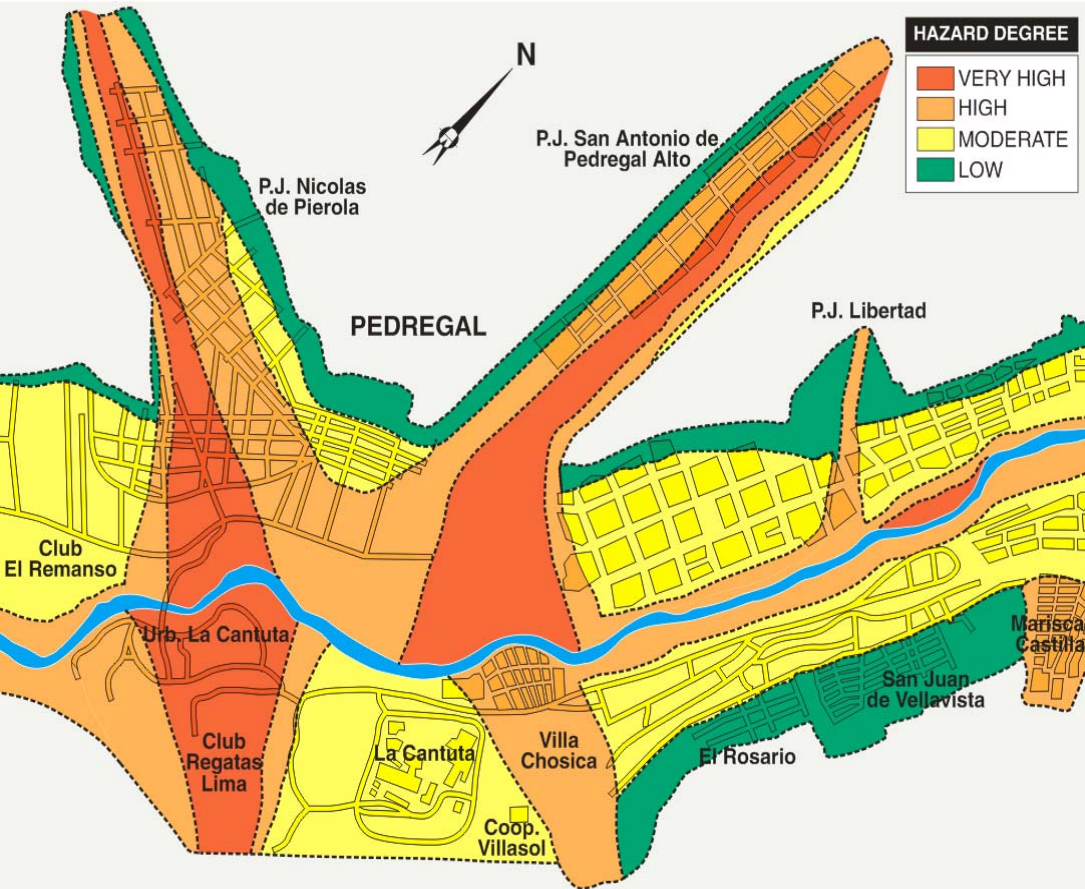 HAZARD DEGREE
VERY HIGH
HIGH
MODERATE
LOW
N
P.J. San Antonio de
Pedregal Alto
P.J. Nicolas
de Pierola
PEDREGAL
P.J. Libertad
Club
El Remanso
Urb. La Cantuta
Marisca
Castilla
San Juan
de Vellavista
Club
Regatas
Lima
La Cantuta
Villa
Chosica
El Rosario
Coop.
Villasol